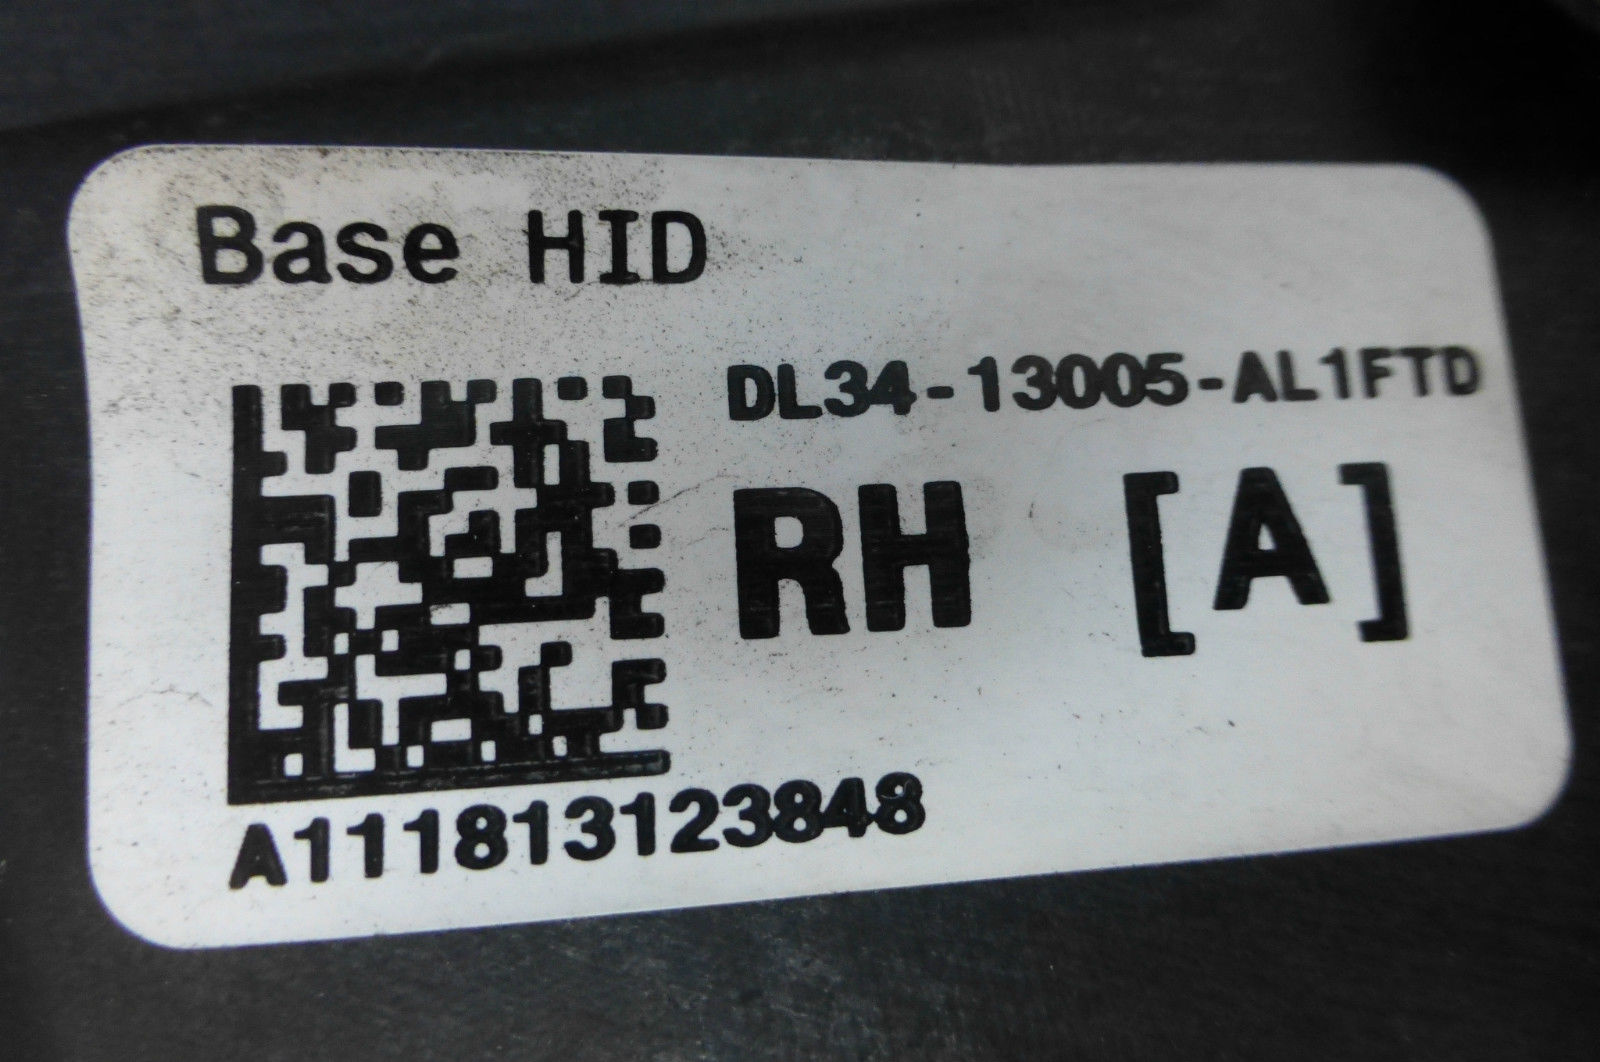 Base HID
DL34-13005-AL1FTD
RH [A]
A111813123848